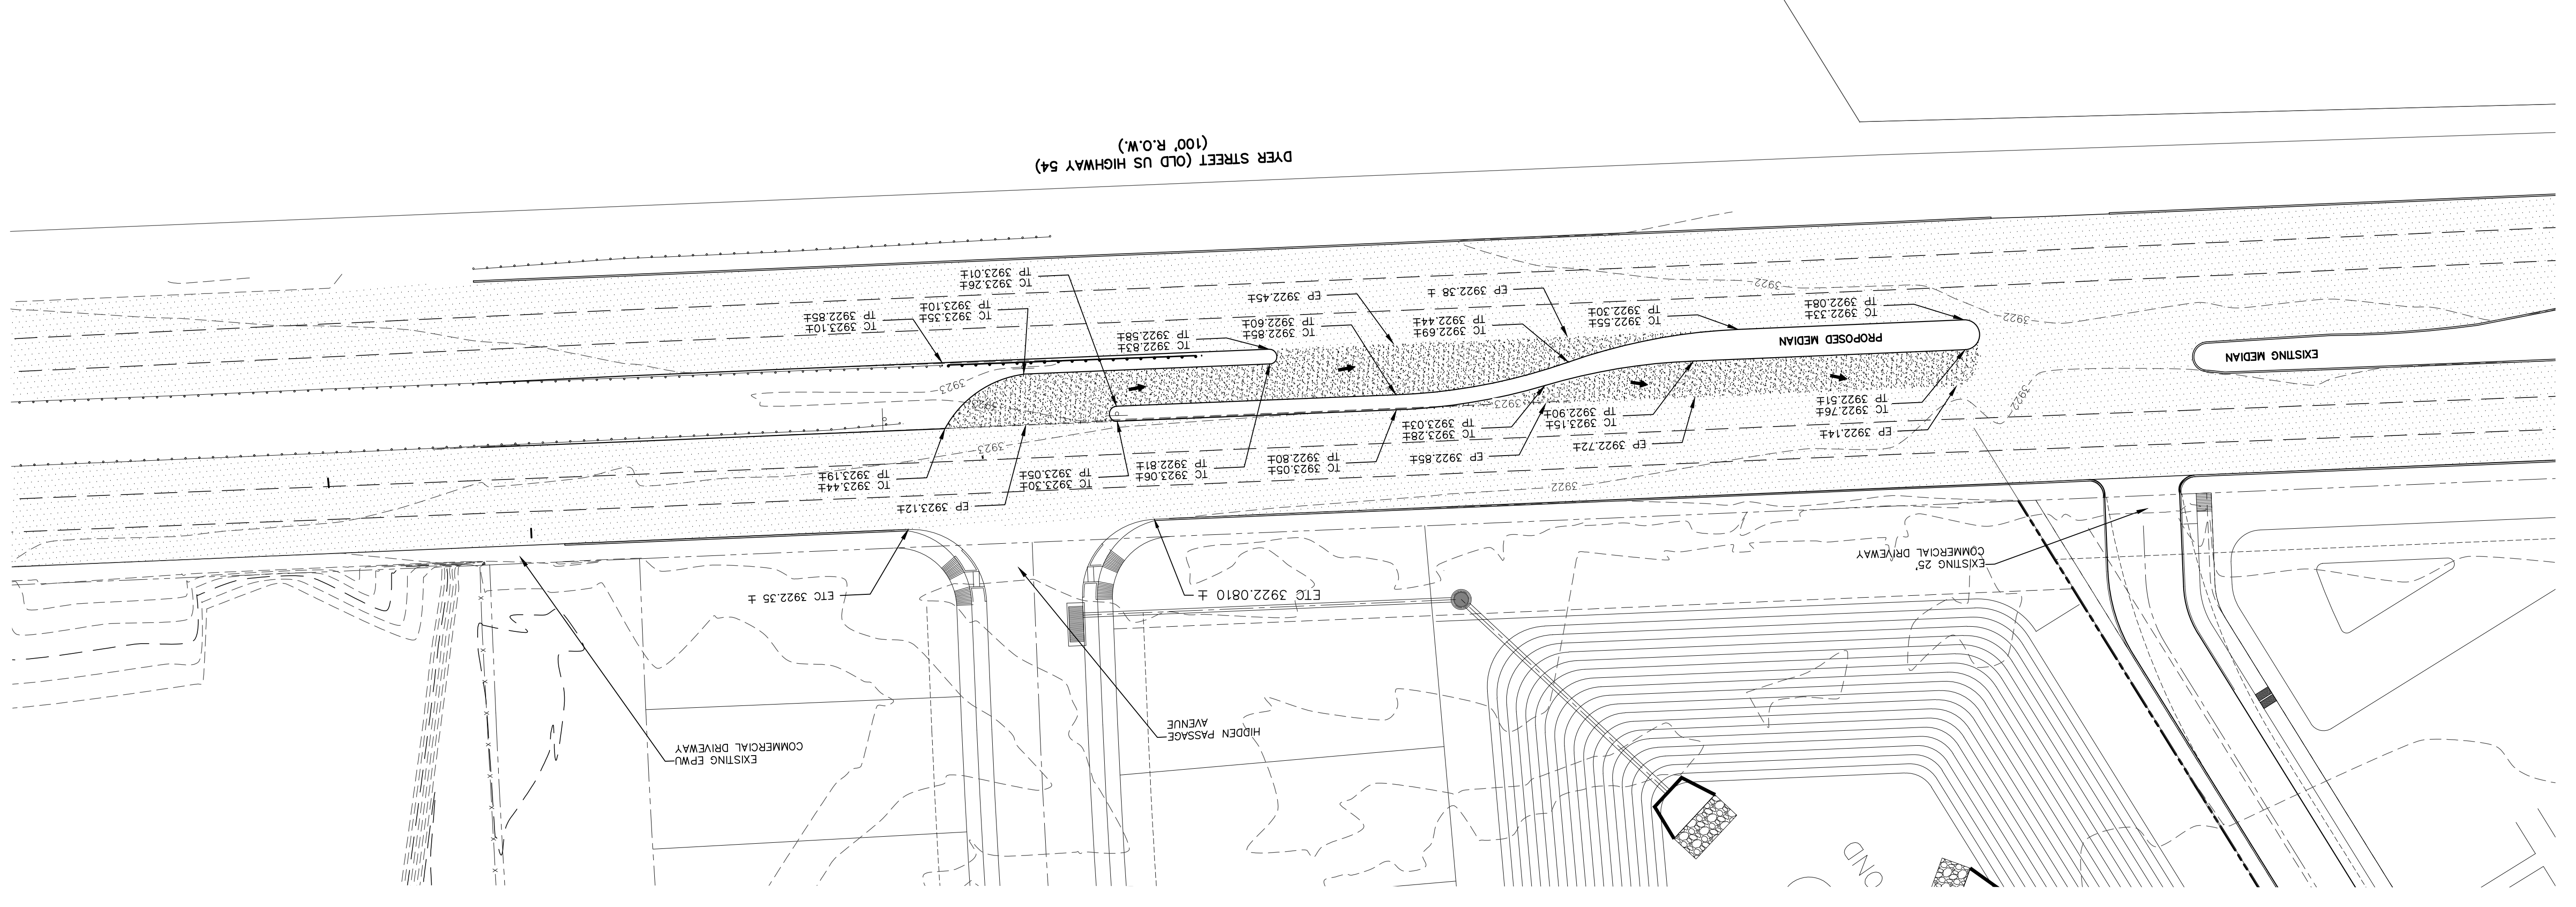 OND
EXISTING EPWU
COMMERCIAL DRIVEWAY
HIDDEN PASSAGE
AVENUE
ETC 3922.35 ±
ETC 3922.0810 ±
EXISTING 25'
COMMERCIAL DRIVEWAY
EP 3923.12±
3922
TC 3923.44±
TP 3923.19±
TC 3923.30±
TP 3923.05±
TC 3923.06±
TP 3922.81±
TC 3923.05±
TP 3922.80±
EP 3922.85±
EP 3922.72±
EP 3922.14±
3923
TC 3923.28±
TP 3923.03±
TC 3923.15±
TP 3922.90±
TC 3922.76±
TP 3922.51±
3922
3923
3923
3923
EXISTING MEDIAN
PROPOSED MEDIAN
TC 3922.83±
TP 3922.58±
TC 3922.85±
TP 3922.60±
TC 3922.69±
TP 3922.44±
TC 3922.55±
TP 3922.30±
TC 3922.33±
TP 3922.08±
3922
TC 3923.10±
TP 3922.85±
TC 3923.35±
TP 3923.10±
EP 3922.45±
EP 3922.38 ±
3922
TC 3923.26±
TP 3923.01±
DYER STREET (OLD US HIGHWAY 54)
(100' R.O.W.)